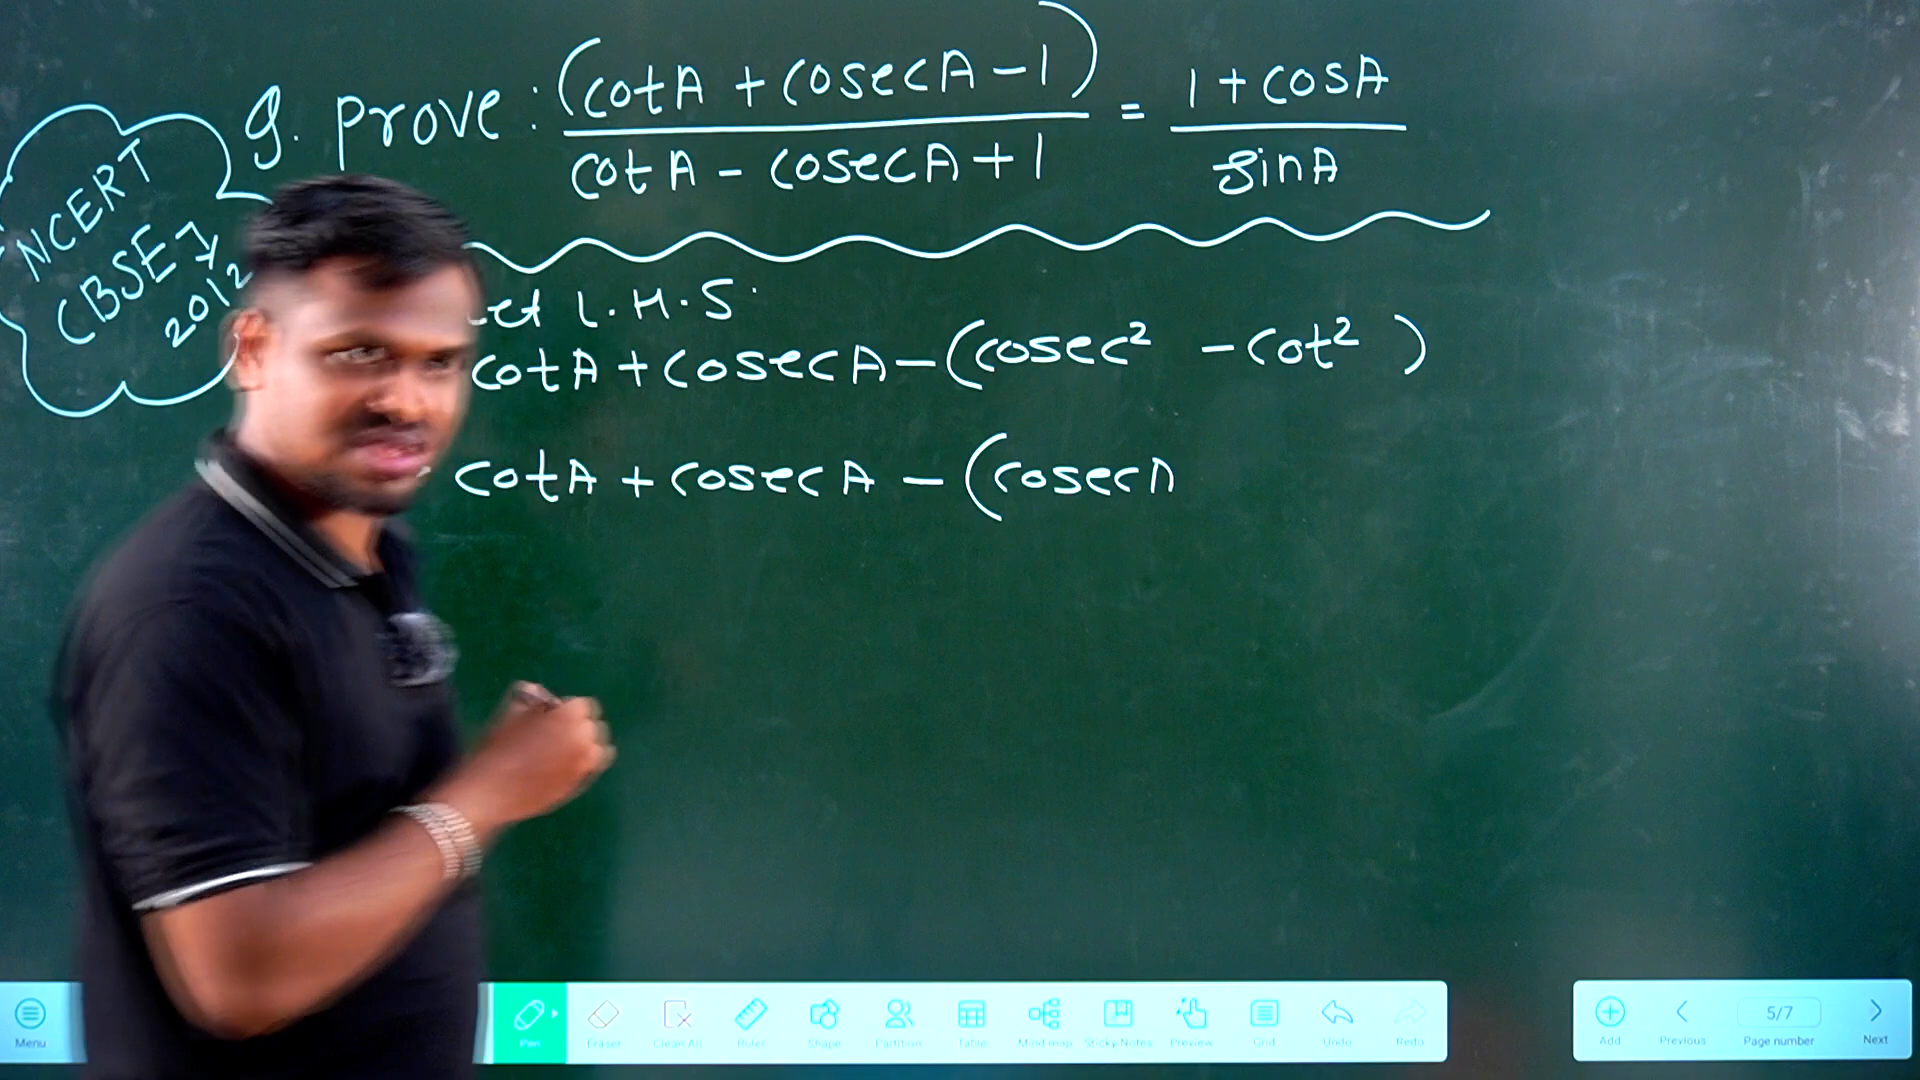 NCERT
CBSE
2012
9. Prove : (cotA + cosecA - 1) / cotA - cosecA + 1 = 1 + cosA / sinA
L.H.S.
cotA + cosecA - (cosec² - cot² )
cotA + cosecA - (cosec
Menu
Pen
Eraser
Clean All
Ruler
Shape
Partition
Table
Mind map
Sticky Notes
Preview
Grid
Undo
Redo
Add
Previous
5/7
Page number
Next